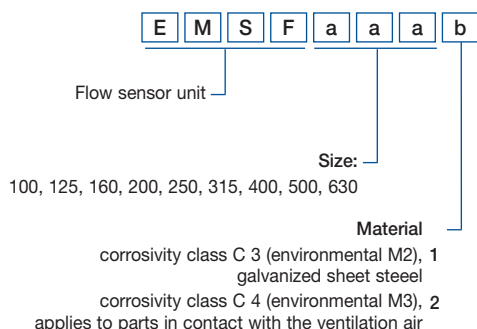 E M S F a a a b
Flow sensor unit
Size:
100, 125, 160, 200, 250, 315, 400, 500, 630
Material
corrosivity class C 3 (environmental M2), 1
galvanized sheet steeel
corrosivity class C 4 (environmental M3), 2
applies to parts in contact with the ventilation air